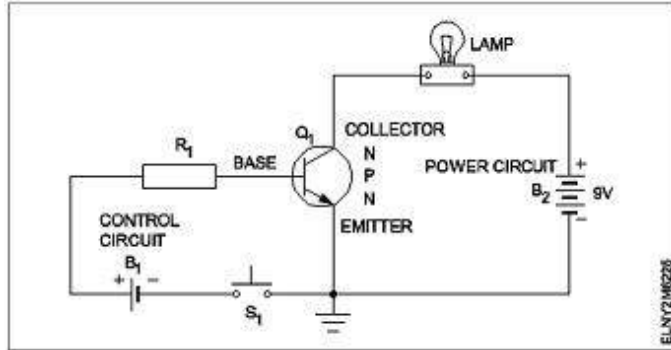 LAMP
Q1
COLLECTOR
R1
BASE
N
P
N
POWER CIRCUIT
+
B2
9V
CONTROL
CIRCUIT
EMITTER
−
B1
+ −
S1